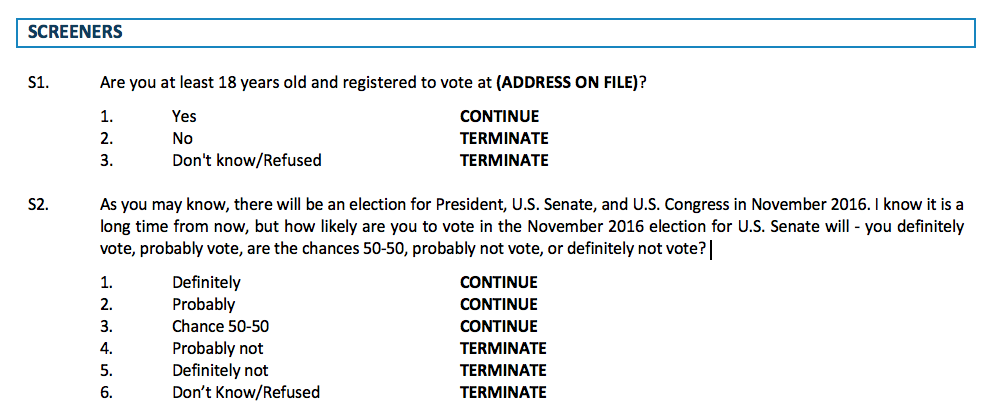 SCREENERS
S1. Are you at least 18 years old and registered to vote at (ADDRESS ON FILE)?
1. Yes CONTINUE
2. No TERMINATE
3. Don't know/Refused TERMINATE
S2. As you may know, there will be an election for President, U.S. Senate, and U.S. Congress in November 2016. I know it is a
long time from now, but how likely are you to vote in the November 2016 election for U.S. Senate will - you definitely
vote, probably vote, are the chances 50-50, probably not vote, or definitely not vote?
1. Definitely CONTINUE
2. Probably CONTINUE
3. Chance 50-50 CONTINUE
4. Probably not TERMINATE
5. Definitely not TERMINATE
6. Don’t Know/Refused TERMINATE